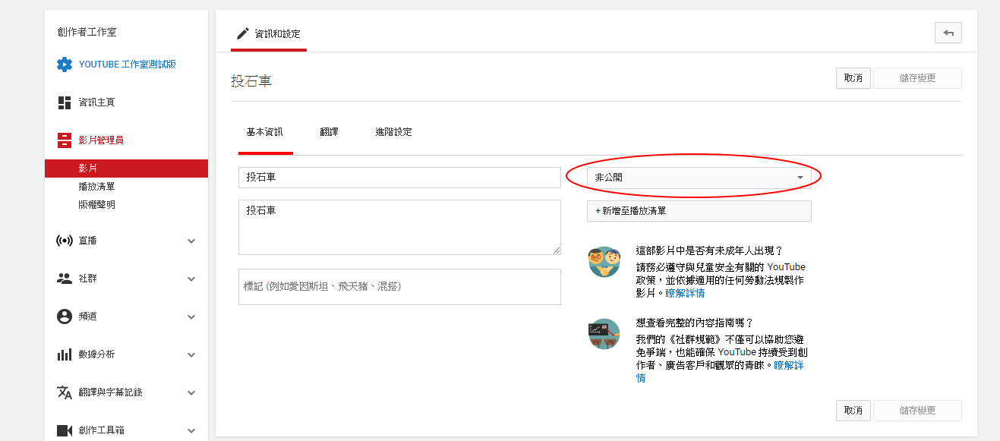 創作者工作室
YOUTUBE 工作室測試版
資訊主頁
影片管理員
影片
播放清單
版權聲明
直播
社群
頻道
數據分析
翻譯與字幕記錄
創作工具箱
資訊和設定
投石車
取消
儲存變更
基本資訊
翻譯
進階設定
投石車
非公開
投石車
+ 新增至播放清單
標記 (例如愛因斯坦、飛天豬、混搭)
這部影片中是否有未成年人出現？
請務必遵守與兒童安全有關的 YouTube
政策，並依據適用的任何勞動法規製作
影片。瞭解詳情
想查看完整的內容指南嗎？
我們的《社群規範》不僅可以協助您避
免爭端，也能確保 YouTube 持續受到創
作者、廣告客戶和觀眾的青睞。瞭解詳
情
取消
儲存變更